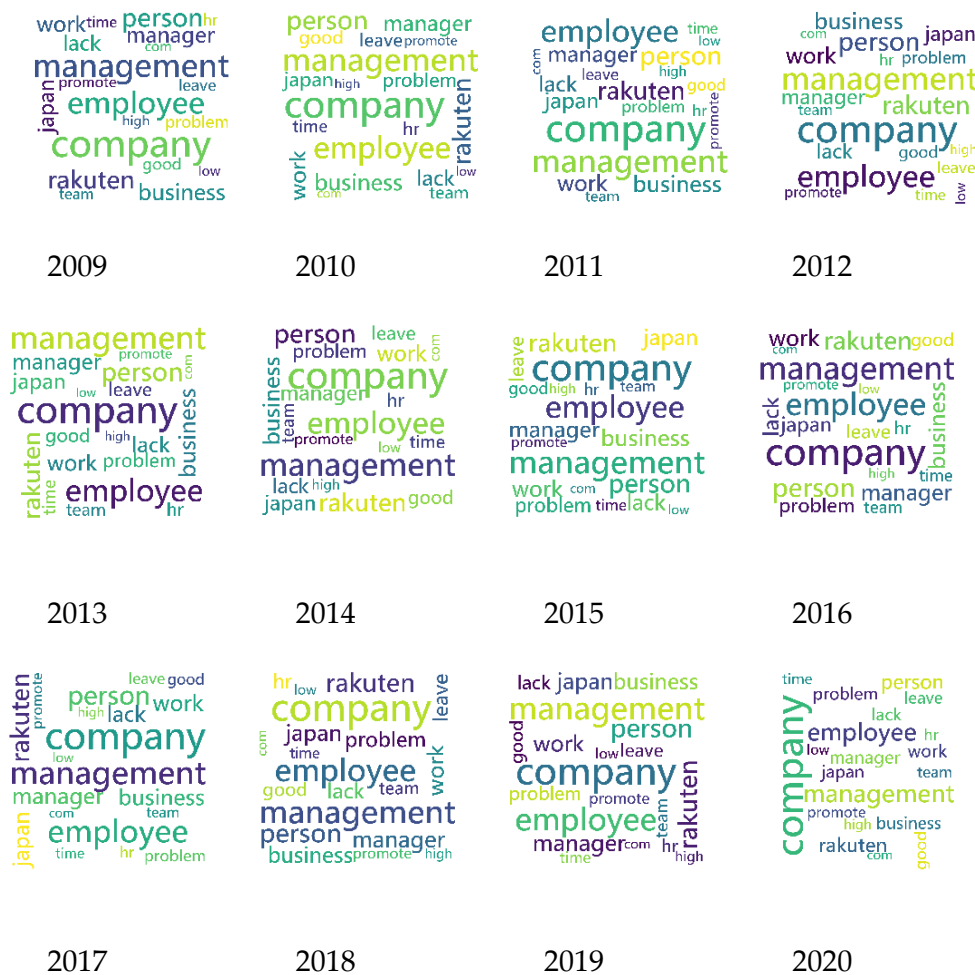 work time person hr
lack com manager
management
promote leave
japan employee
high problem
company
good low
rakuten business
team
person manager
good leave promote
management
japan high problem
company rakuten
time hr
employee
work business lack low
com team
employee time low
com manager person
leave high
lack rakuten good
japan problem hr
company promote
management
work business
team
business japan
work person
hr problem
management
manager rakuten
team
company
lack good high
employee leave
promote time low
2009 2010 2011 2012
management
manager promote com
japan person
low leave
company business
rakuten good high lack
work problem
time employee
team hr
person leave
problem work com
company
business manager hr
team employee
promote low time
management
lack high
japan rakuten good
leave rakuten japan
company
good high hr team
employee
manager business
promote
management
work com person
problem time lack low
work rakuten good
com
management
promote low
lack employee business
japan leave hr
company
high time
person manager
problem team
2013 2014 2015 2016
rakuten promote leave good
person work
high lack
company
low
management
manager business
com team
japan employee
time hr problem
hr low rakuten leave
company
com japan problem
time work
employee
good lack team
management
person manager
business promote high
lack japan business
management
good person
work low leave
company
problem promote rakuten
employee team
manager com hr
time high
time person
problem leave
company lack
employee hr
low manager work
japan team
management
promote
high business
rakuten good
com
2017 2018 2019 2020